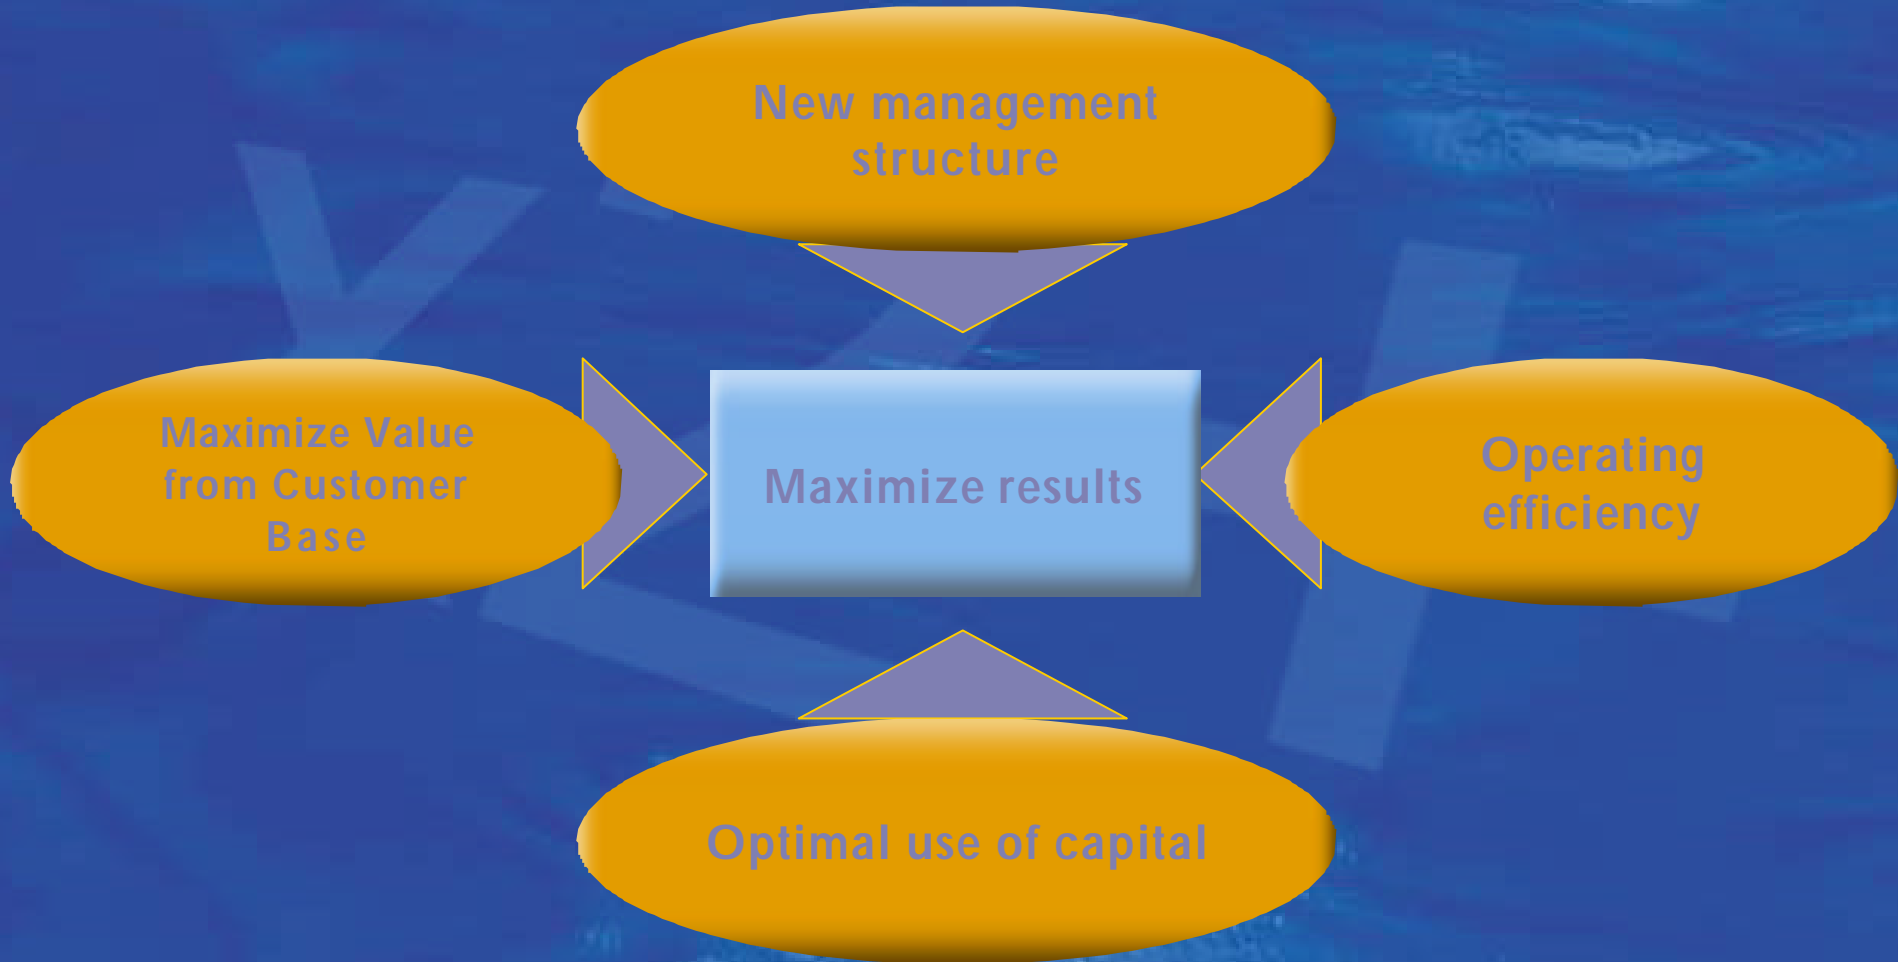 New management
structure
Maximize Value
from Customer
Base
Maximize results
Operating
efficiency
Optimal use of capital